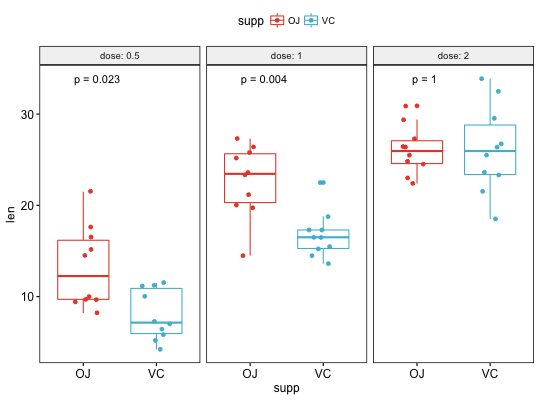 supp OJ VC
dose: 0.5 dose: 1 dose: 2
p = 0.023 p = 0.004 p = 1
30
20
10
len
OJ VC OJ VC OJ VC
supp